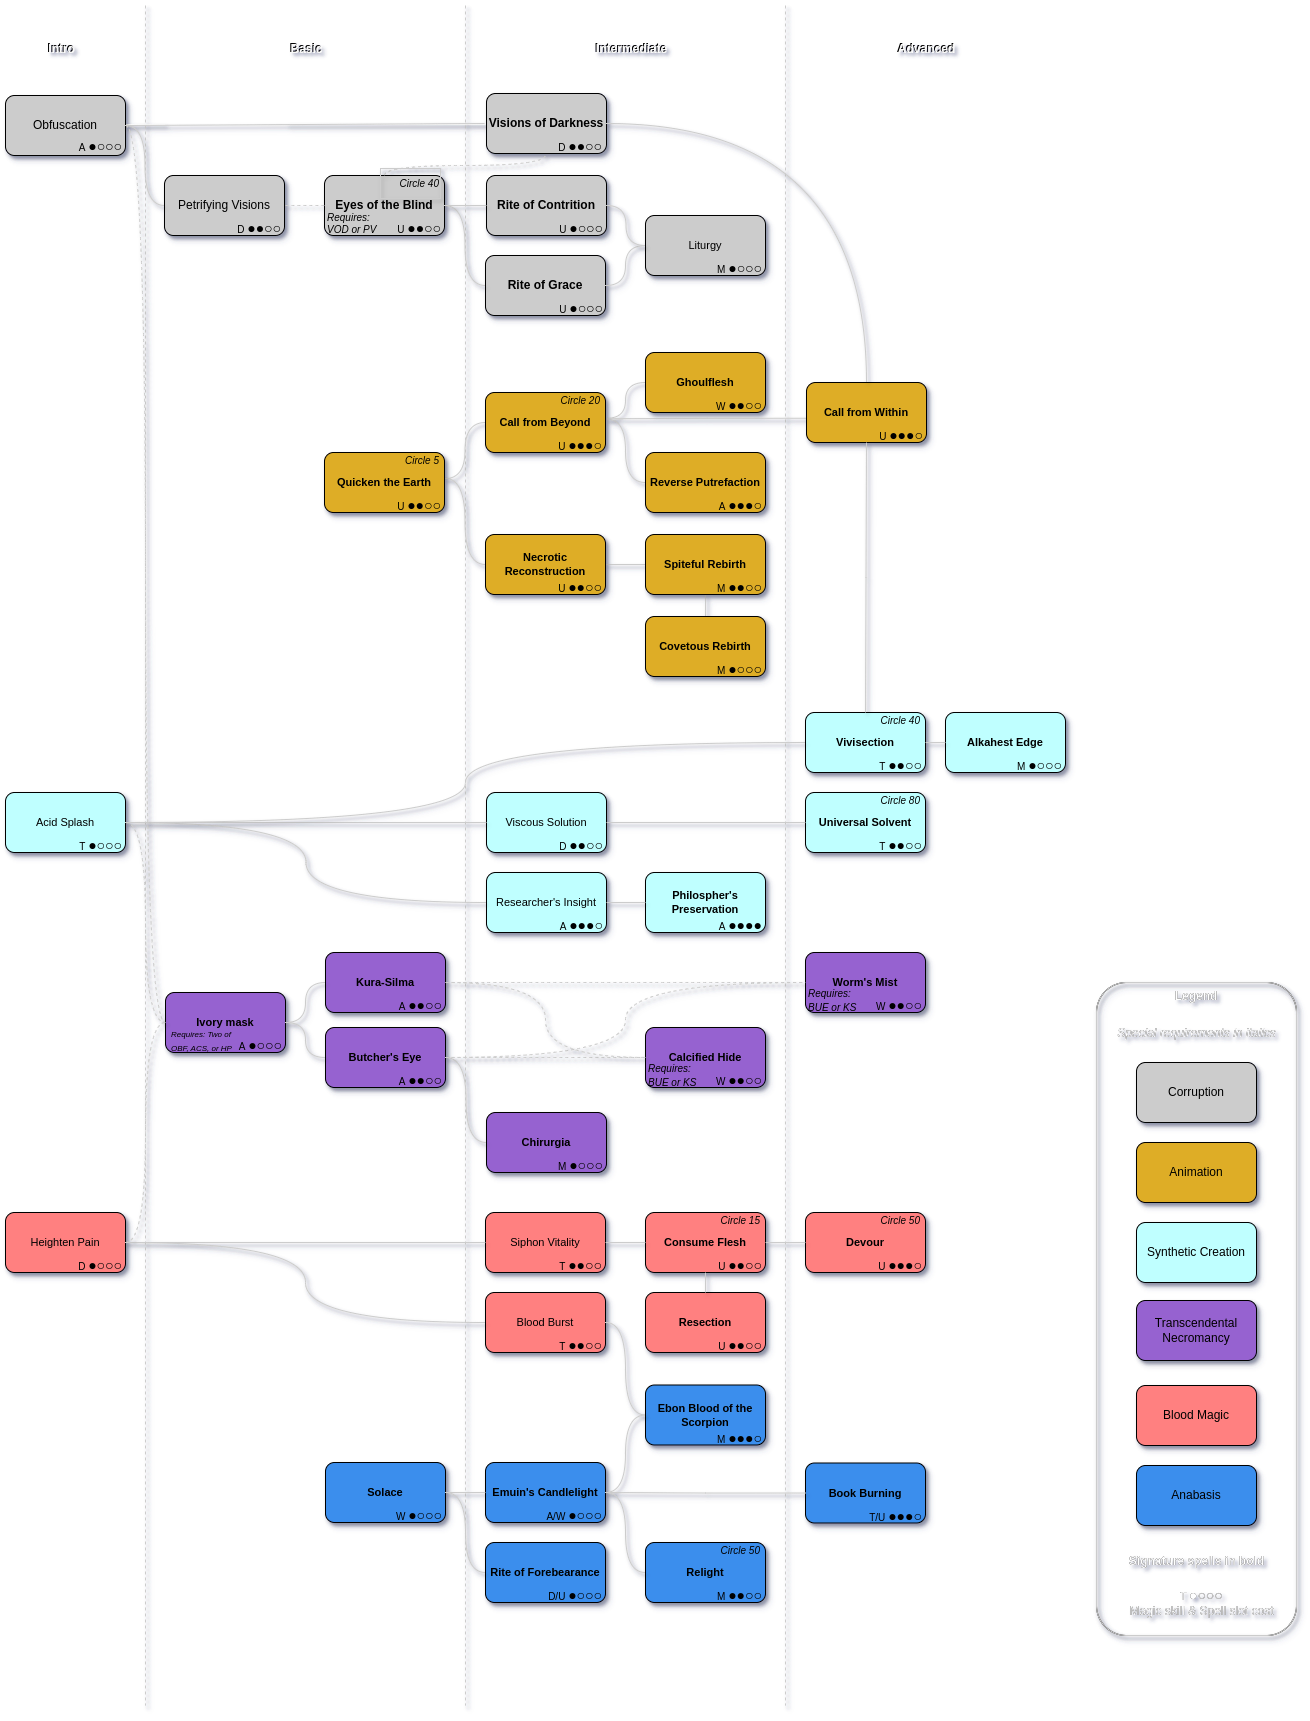 Intro
Basic
Intermediate
Advanced
Obfuscation
A ●○○○
Visions of Darkness
D ●●○○
Petrifying Visions
D ●●○○
Circle 40
Eyes of the Blind
Requires:
VOD or PV
U ●●○○
Rite of Contrition
U ●○○○
Liturgy
M ●○○○
Rite of Grace
U ●○○○
Ghoulflesh
W ●●○○
Circle 20
Call from Beyond
U ●●●○
Call from Within
U ●●●○
Circle 5
Quicken the Earth
U ●●○○
Reverse Putrefaction
A ●●●○
Necrotic
Reconstruction
U ●●○○
Spiteful Rebirth
M ●●○○
Covetous Rebirth
M ●○○○
Circle 40
Vivisection
T ●●○○
Alkahest Edge
M ●○○○
Acid Splash
T ●○○○
Viscous Solution
D ●●○○
Circle 80
Universal Solvent
T ●●○○
Researcher's Insight
A ●●●○
Philospher's
Preservation
A ●●●●
Kura-Silma
A ●●○○
Worm's Mist
Requires:
BUE or KS
W ●●○○
Ivory mask
Requires: Two of
OBF, ACS, or HP
A ●○○○
Butcher's Eye
A ●●○○
Calcified Hide
Requires:
BUE or KS
W ●●○○
Chirurgia
M ●○○○
Heighten Pain
D ●○○○
Siphon Vitality
T ●●○○
Circle 15
Consume Flesh
U ●●○○
Circle 50
Devour
U ●●●○
Blood Burst
T ●●○○
Resection
U ●●○○
Ebon Blood of the
Scorpion
M ●●●○
Solace
W ●○○○
Emuin's Candlelight
A/W ●○○○
Book Burning
T/U ●●●○
Rite of Forebearance
D/U ●○○○
Circle 50
Relight
M ●●○○
Legend
Special requirements in italics
Corruption
Animation
Synthetic Creation
Transcendental
Necromancy
Blood Magic
Anabasis
Signature spells in bold
T ○○○○
Magic skill & Spell slot cost